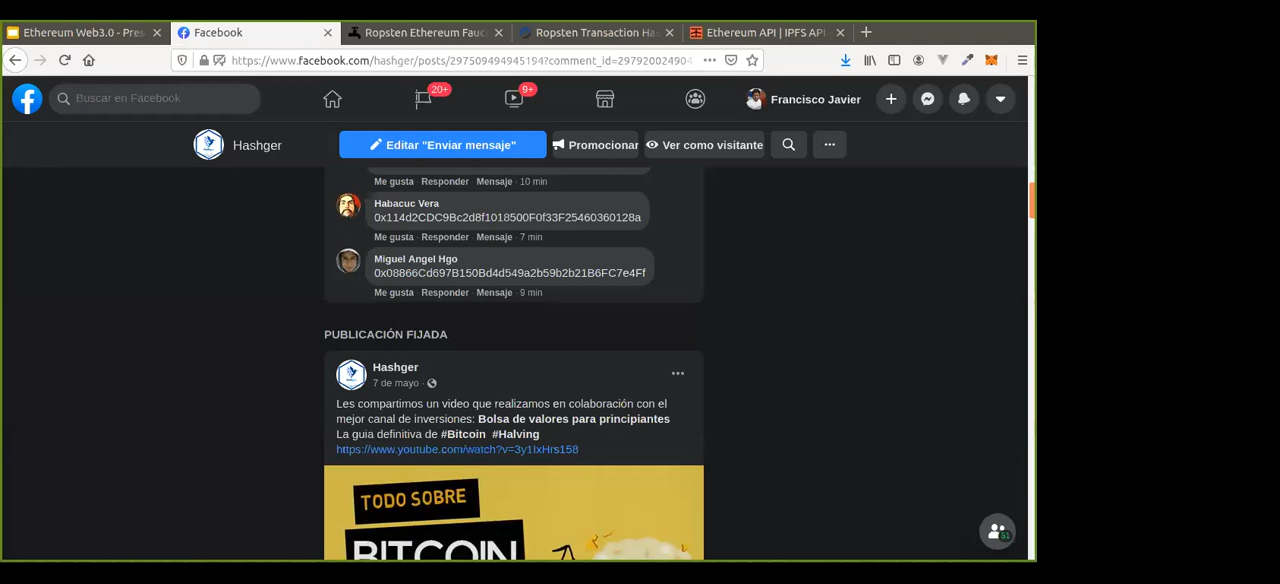 Ethereum Web3.0 - Pres
Facebook
Ropsten Ethereum Fauc
Ropsten Transaction Ha
Ethereum API | IPFS API
https://www.facebook.com/hashger/posts/2975094944945194?comment_id=297920024904
Buscar en Facebook
20+
9+
Francisco Javier
Hashger
Editar "Enviar mensaje"
Promocionar
Ver como visitante
Me gusta Responder Mensaje · 10 min
Habacuc Vera
0x114d2CDC9Bc2d8f1018500F0f33F25460360128a
Me gusta Responder Mensaje · 7 min
Miguel Angel Hgo
0x08866Cd697B150Bd4d549a2b59b2b21B6FC7e4Ff
Me gusta Responder Mensaje · 9 min
PUBLICACIÓN FIJADA
Hashger
7 de mayo ·
Les compartimos un video que realizamos en colaboración con el
mejor canal de inversiones: Bolsa de valores para principiantes
La guia definitiva de #Bitcoin #Halving
https://www.youtube.com/watch?v=3y1IxHrs158
TODO SOBRE
BITCOIN
51